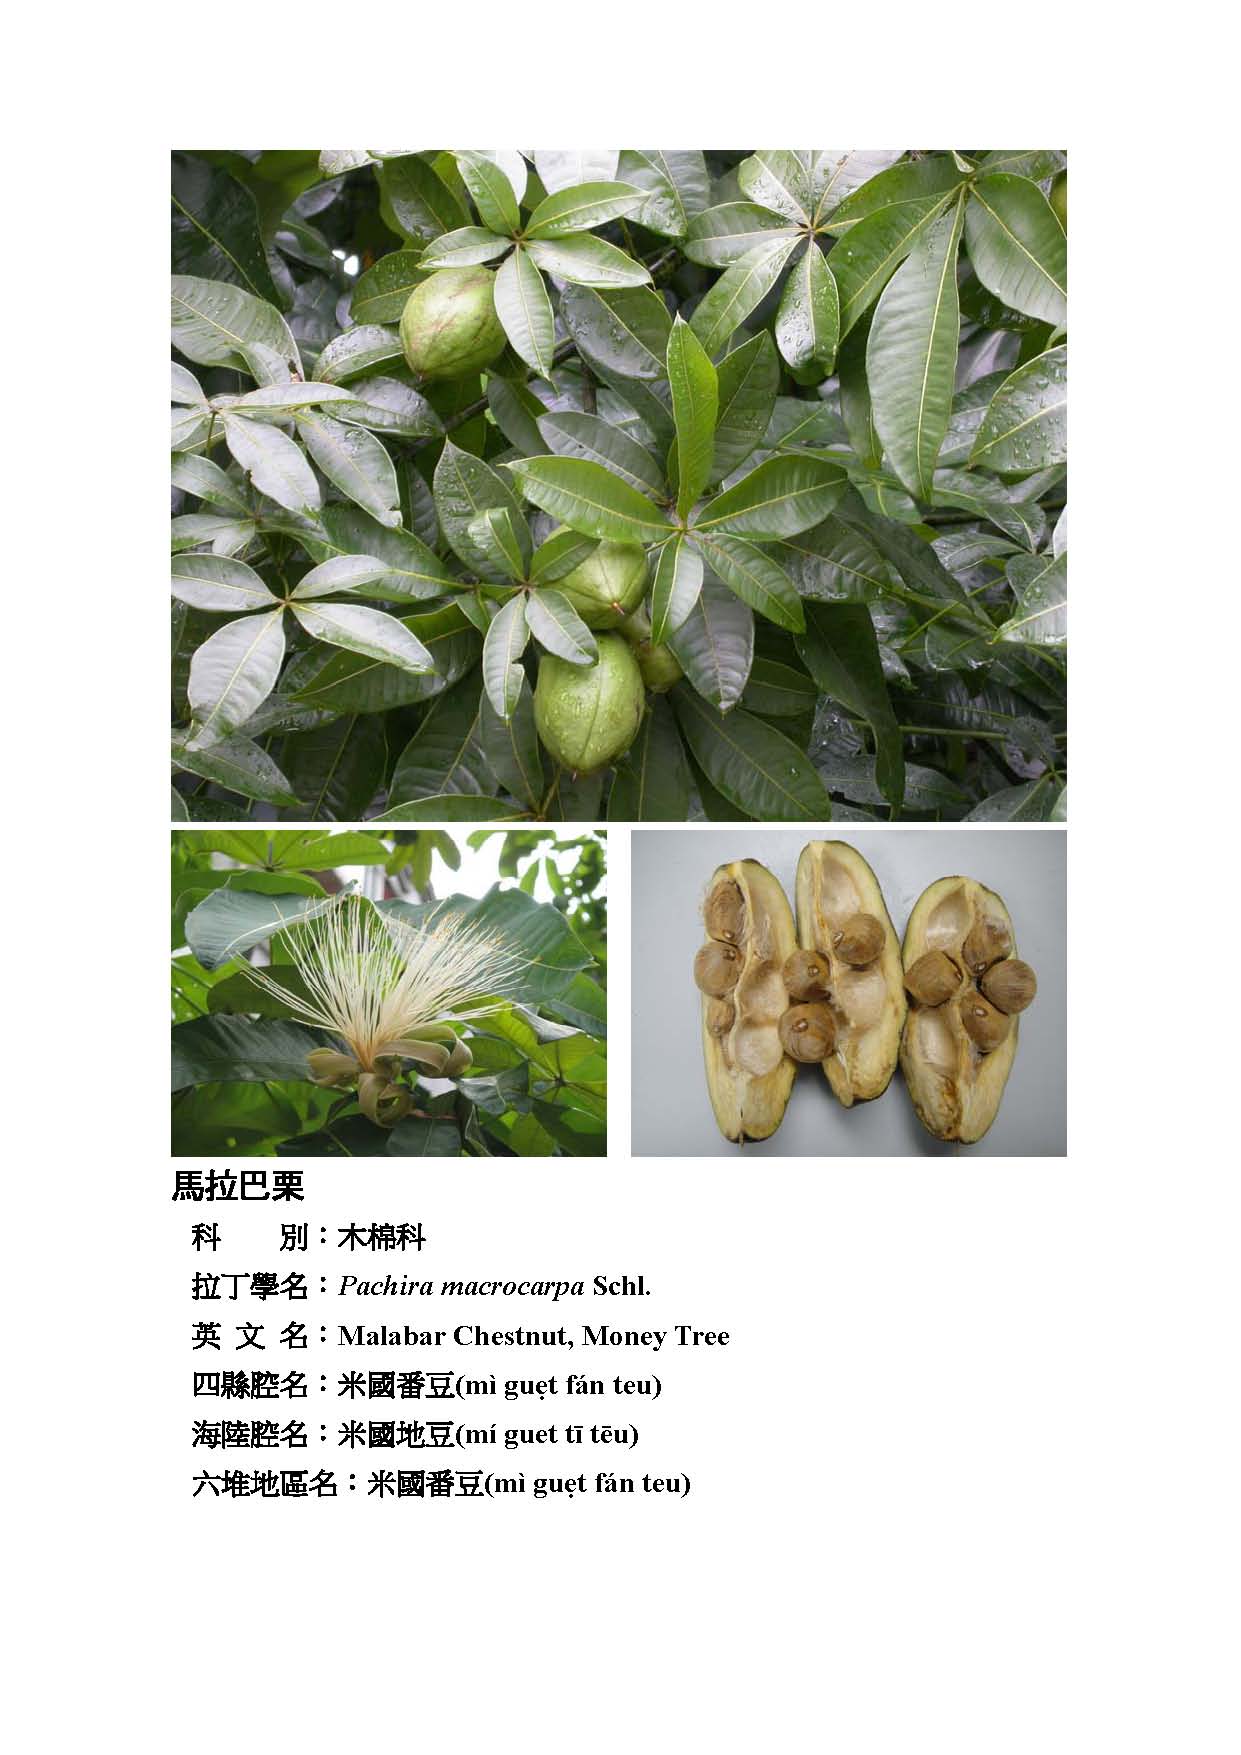 馬拉巴栗
科　　別：木棉科
拉丁學名：Pachira macrocarpa Schl.
英 文 名：Malabar Chestnut, Money Tree
四縣腔名：米國番豆(mì guẹt fán teu)
海陸腔名：米國地豆(mí guet tī tēu)
六堆地區名：米國番豆(mì guẹt fán teu)